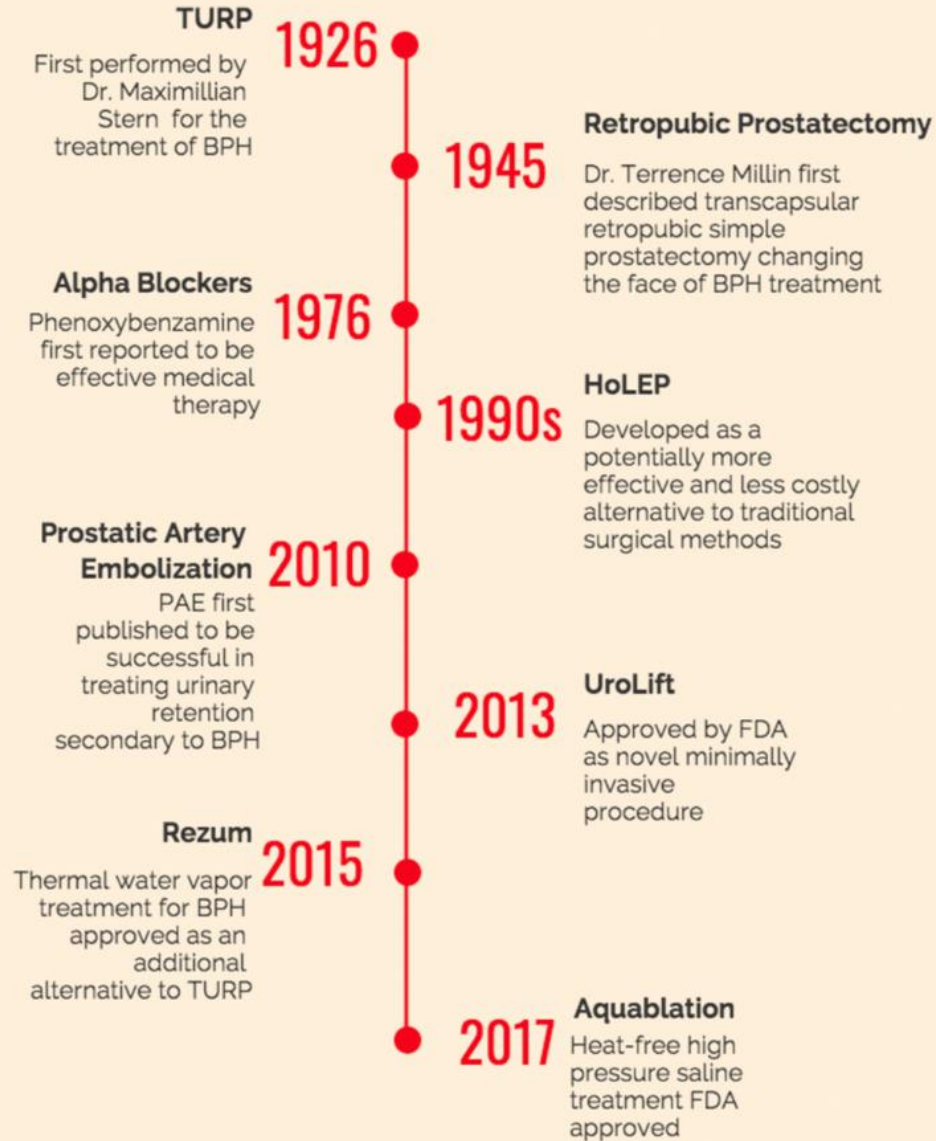 TURP
1926
First performed by
Dr. Maximillian
Stern for the
treatment of BPH
Retropubic Prostatectomy
1945
Dr. Terrence Millin first
described transcapsular
retropubic simple
prostatectomy changing
the face of BPH treatment
Alpha Blockers
1976
Phenoxybenzamine
first reported to be
effective medical
therapy
HoLEP
1990s
Developed as a
potentially more
effective and less costly
alternative to traditional
surgical methods
Prostatic Artery
Embolization
2010
PAE first
published to be
successful in
treating urinary
retention
secondary to BPH
UroLift
2013
Approved by FDA
as novel minimally
invasive
procedure
Rezum
2015
Thermal water vapor
treatment for BPH
approved as an
additional
alternative to TURP
Aquablation
2017
Heat-free high
pressure saline
treatment FDA
approved